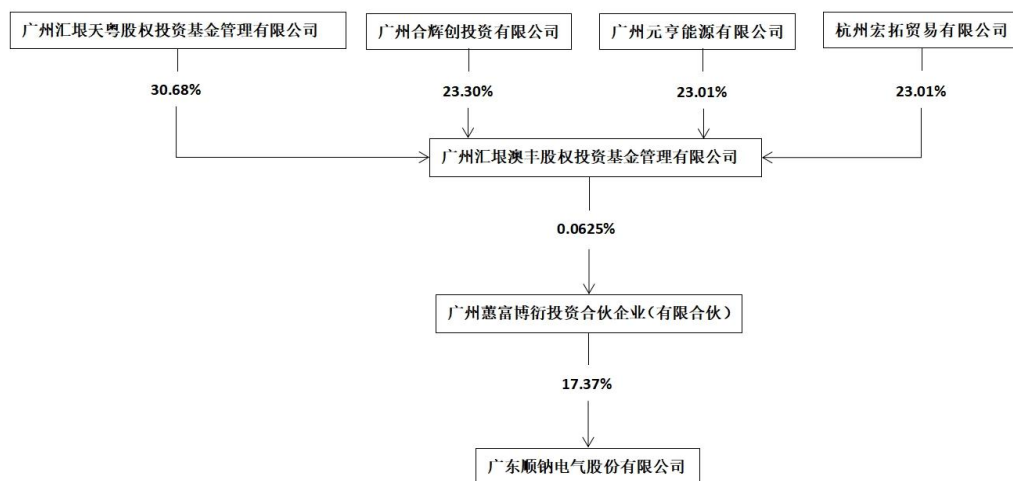 广州汇垠天粤股权投资基金管理有限公司
广州合辉创投资有限公司
广州元亨能源有限公司
杭州宏拓贸易有限公司
30.68%
23.30%
23.01%
23.01%
广州汇垠澳丰股权投资基金管理有限公司
0.0625%
广州蕙富博衍投资合伙企业（有限合伙）
17.37%
广东顺钠电气股份有限公司